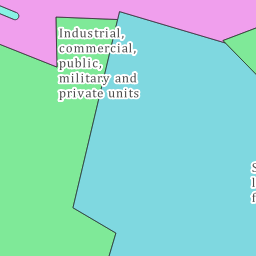 Industrial,
commercial,
public,
military and
private units
S
l
f